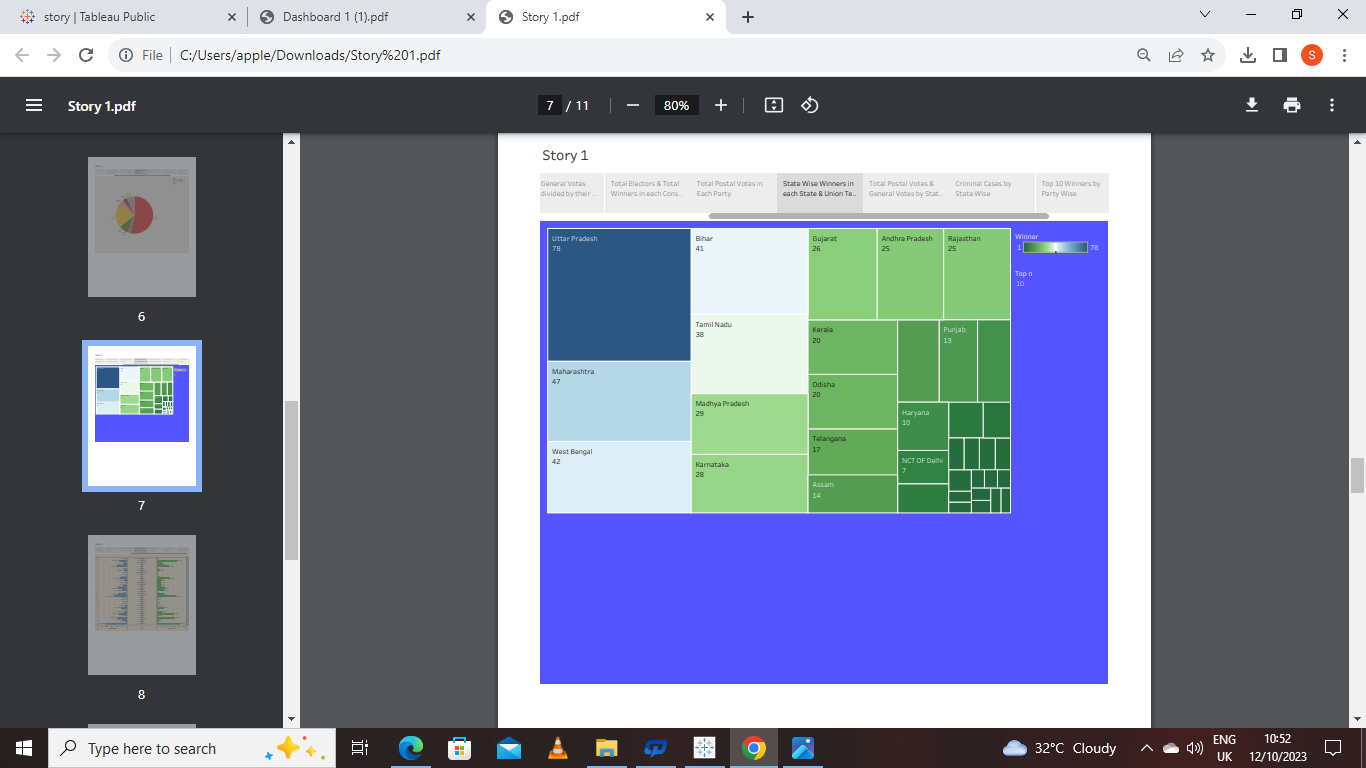 story | Tableau Public
Dashboard 1 (1).pdf
Story 1.pdf
File
C:/Users/apple/Downloads/Story%201.pdf
S
Story 1.pdf
7 / 11
80%
6
7
8
Story 1
General Votes
divided by their ..
Total Electors & Total
Winners in each Cons..
Total Postal Votes in
Each Party
State Wise Winners in
each State & Union Te..
Total Postal Votes &
General Votes by Stat..
Criminal Cases by
State Wise
Top 10 Winners by
Party Wise
Uttar Pradesh
78
Maharashtra
47
West Bengal
42
Bihar
41
Tamil Nadu
38
Madhya Pradesh
29
Karnataka
28
Gujarat
26
Andhra Pradesh
25
Rajasthan
25
Kerala
20
Odisha
20
Telangana
17
Assam
14
Punjab
13
Haryana
10
NCT OF Delhi
7
Winner
1 78
Top n
10
Type here to search
32°C Cloudy
ENG
UK
10:52
12/10/2023